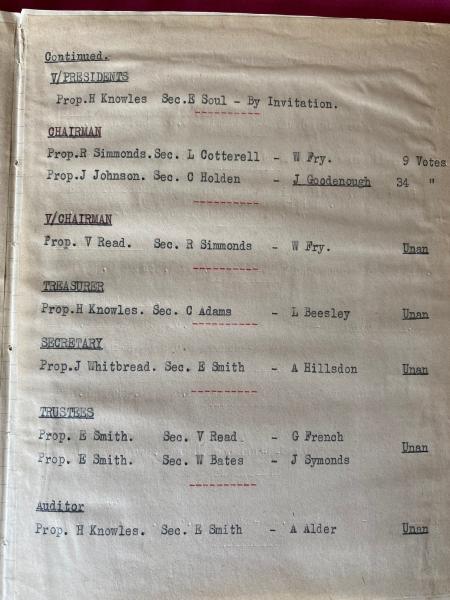 Continued.
V/PRESIDENTS
Prop.H Knowles Sec.E Soul - By Invitation.
CHAIRMAN
Prop.R Simmonds.Sec. L Cotterell - W Fry. 9 Votes
Prop.J Johnson. Sec. C Holden - J Goodenough 34 "
V/CHAIRMAN
Prop. V Read. Sec. R Simmonds - W Fry. Unan
TREASURER
Prop.H Knowles. Sec. C Adams - L Beesley Unan
SECRETARY
Prop.J Whitbread. Sec. E Smith - A Hillsdon Unan
TRUSTEES
Prop. E Smith. Sec. V Read - G French
Unan
Prop. E Smith. Sec. W Bates - J Symonds
Auditor
Prop. H Knowles. Sec. E Smith - A Alder Unan